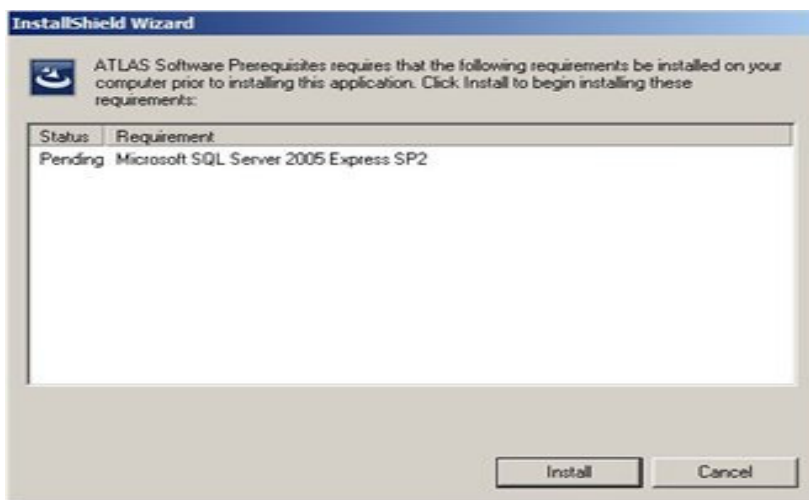 InstallShield Wizard
ATLAS Software Prerequisites requires that the following requirements be installed on your
computer prior to installing this application. Click Install to begin installing these
requirements:
Status Requirement
Pending Microsoft SQL Server 2005 Express SP2
Install Cancel